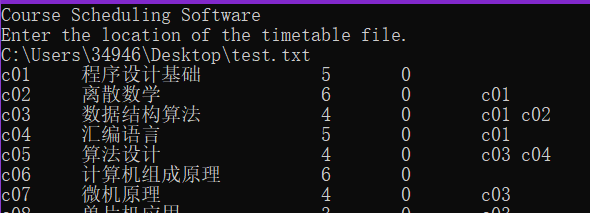 Course Scheduling Software
Enter the location of the timetable file.
C:\Users\34946\Desktop\test.txt
c01 程序设计基础 5 0
c02 离散数学 6 0 c01
c03 数据结构算法 4 0 c01 c02
c04 汇编语言 5 0 c01
c05 算法设计 4 0 c03 c04
c06 计算机组成原理 6 0
c07 微机原理 4 0 c03
c08 单片机应用 3 0 c03